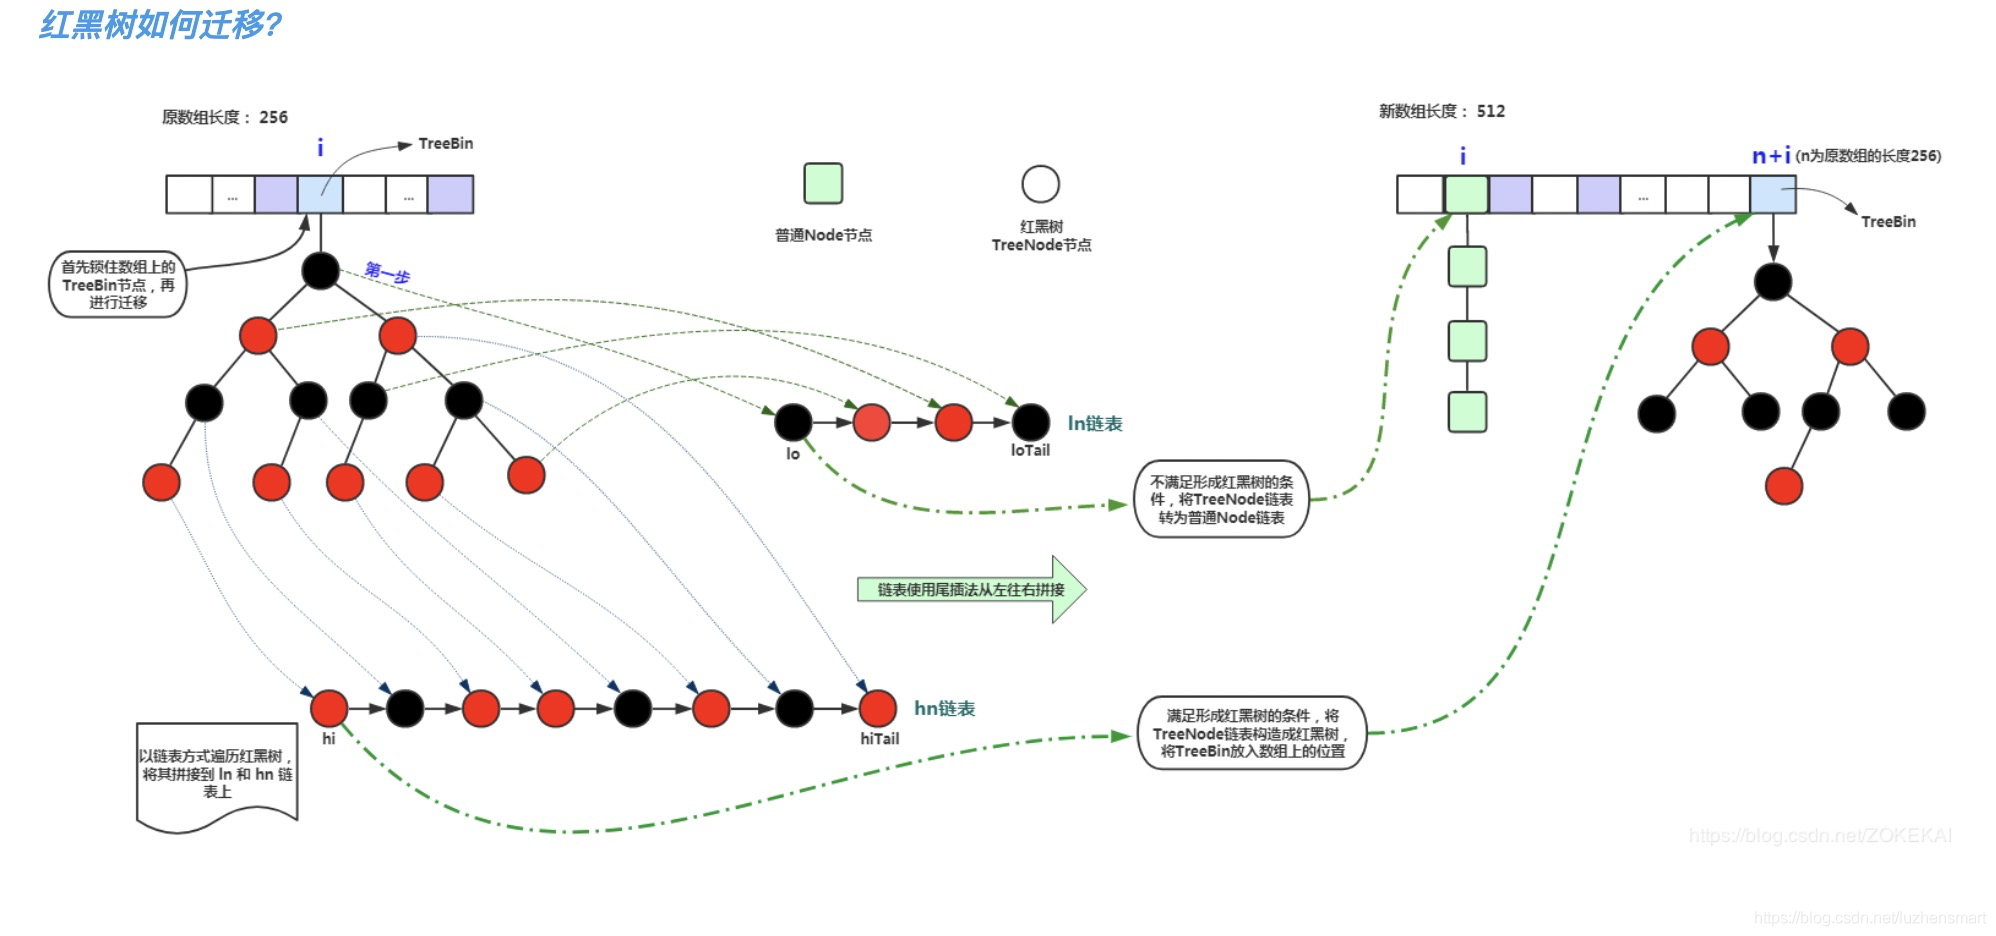 红黑树如何迁移?
原数组长度： 256
i
TreeBin
...
...
首先锁住数组上的
TreeBin节点，再
进行迁移
第一步
普通Node节点
红黑树
TreeNode节点
新数组长度： 512
i
n+i (n为原数组的长度256)
...
TreeBin
lo
loTail
ln链表
不满足形成红黑树的条
件，将TreeNode链表
转为普通Node链表
链表使用尾插法从左往右拼接
hi
hiTail
hn链表
满足形成红黑树的条件，将
TreeNode链表构造成红黑树，
将TreeBin放入数组上的位置
以链表方式遍历红黑树，
将其拼接到 ln 和 hn 链
表上
https://blog.csdn.net/ZOKEKAI
https://blog.csdn.net/luzhensmart